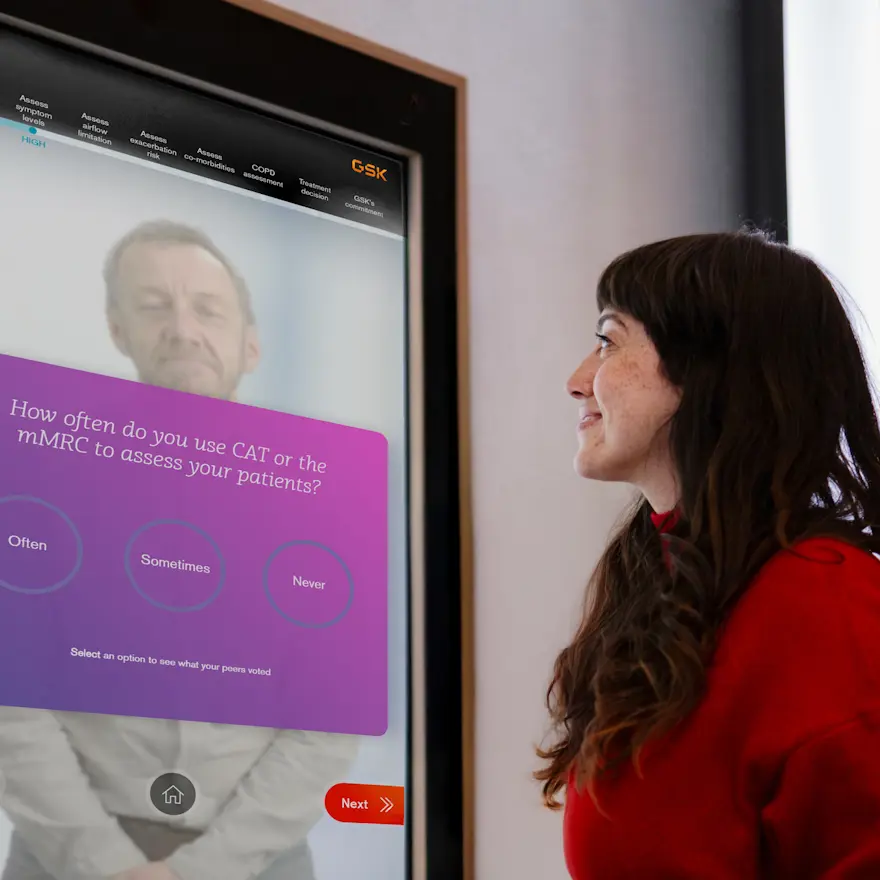 Assess
symptom
levels
HIGH
Assess
airflow
limitation
Assess
exacerbation
risk
Assess
co-morbidities
COPD
assessment
Treatment
decision
GSK's
commitment
GSK
How often do you use CAT or the
mMRC to assess your patients?
Often
Sometimes
Never
Select an option to see what your peers voted
Next